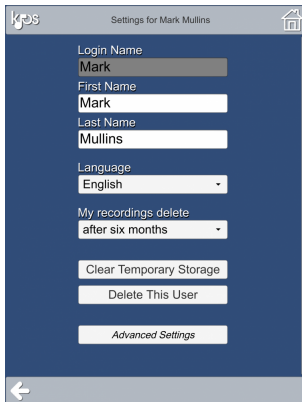 kjos
Settings for Mark Mullins
Login Name
Mark
First Name
Mark
Last Name
Mullins
Language
English
My recordings delete
after six months
Clear Temporary Storage
Delete This User
Advanced Settings